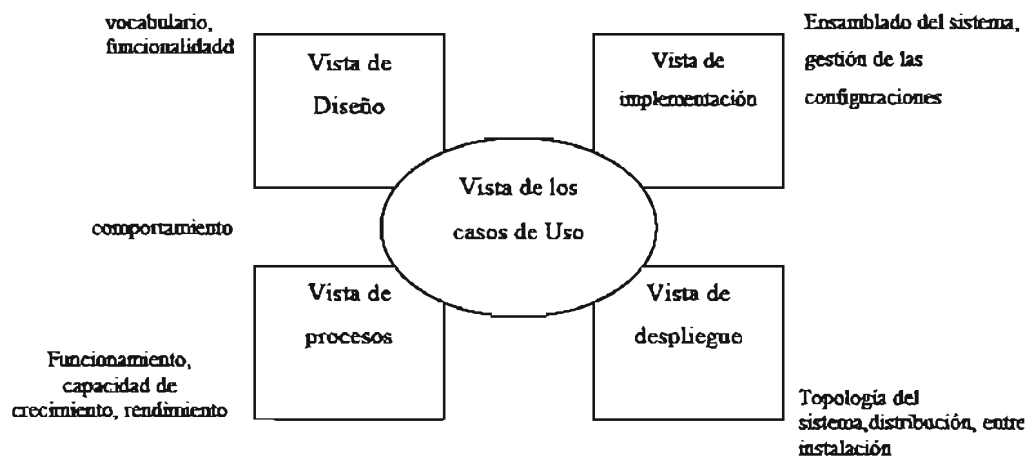 vocabulario,
funcionalidadd
Vista de
Diseño
Vista de
implementación
Ensamblado del sistema,
gestión de las
configuraciones
Vista de los
casos de Uso
comportamiento
Vista de
procesos
Vista de
despliegue
Funcionamiento,
capacidad de
crecimiento, rendimiento
Topología del
sistema,distribución, entre
instalación